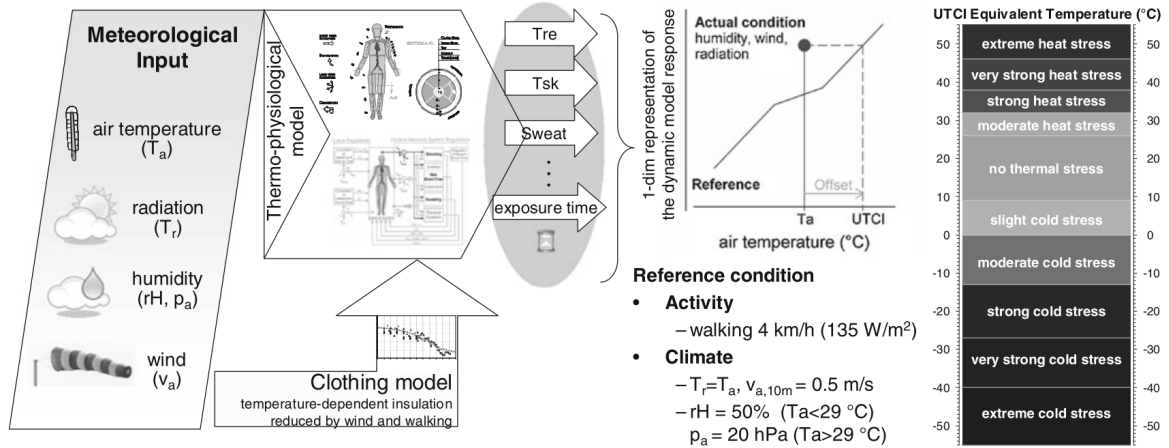 Meteorological
Input
air temperature
(Ta)
radiation
(Tr)
humidity
(rH, pa)
wind
(va)
Thermo-physiological
model
Clothing model
temperature-dependent insulation
reduced by wind and walking
Tre
Tsk
Sweat
exposure time
1-dim representation of
the dynamic model response
Actual condition
humidity, wind,
radiation
Reference
Offset
Ta
UTCI
air temperature (°C)
Reference condition
• Activity
–walking 4 km/h (135 W/m²)
• Climate
–Tr=Ta, va,10m = 0.5 m/s
–rH = 50% (Ta<29 °C)
pa = 20 hPa (Ta>29 °C)
UTCI Equivalent Temperature (°C)
50 extreme heat stress 50
40 very strong heat stress 40
strong heat stress
30 moderate heat stress 30
20 no thermal stress 20
10 10
slight cold stress
0 0
-10 moderate cold stress -10
-20 strong cold stress -20
-30 very strong cold stress -30
-40 -40
extreme cold stress
-50 -50